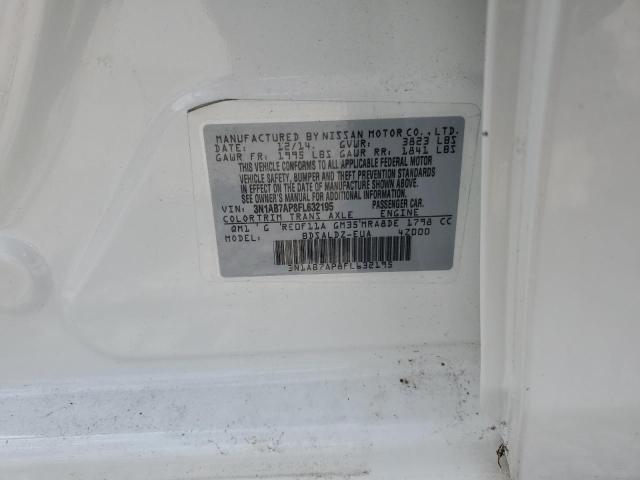 MANUFACTURED BY NISSAN MOTOR CO., LTD.
DATE: 12/14. GVWR: 3823 LBS
GAWR FR: 1995 LBS GAWR RR: 1841 LBS
THIS VEHICLE CONFORMS TO ALL APPLICABLE FEDERAL MOTOR
VEHICLE SAFETY, BUMPER AND THEFT PREVENTION STANDARDS
IN EFFECT ON THE DATE OF MANUFACTURE SHOWN ABOVE.
SEE OWNER'S MANUAL FOR ADDITIONAL INFORMATION.
VIN: 3N1AB7AP8FL632195 PASSENGER CAR.
COLOR TRIM TRANS AXLE ENGINE
QM1 ' G 'RE0F11A GM35'MRA8DE 1798 CC
MODEL: BDSALDZ-EUA 4Z000
3N1AB7AP8FL632195